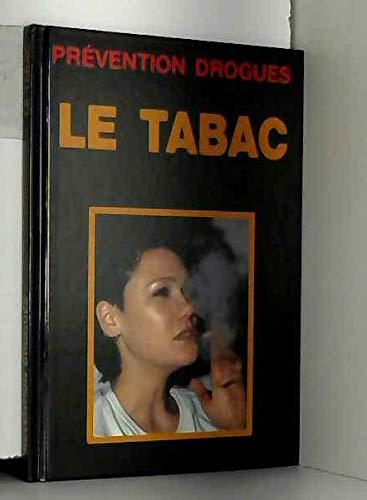 PRÉVENTION DROGUES
LE TABAC